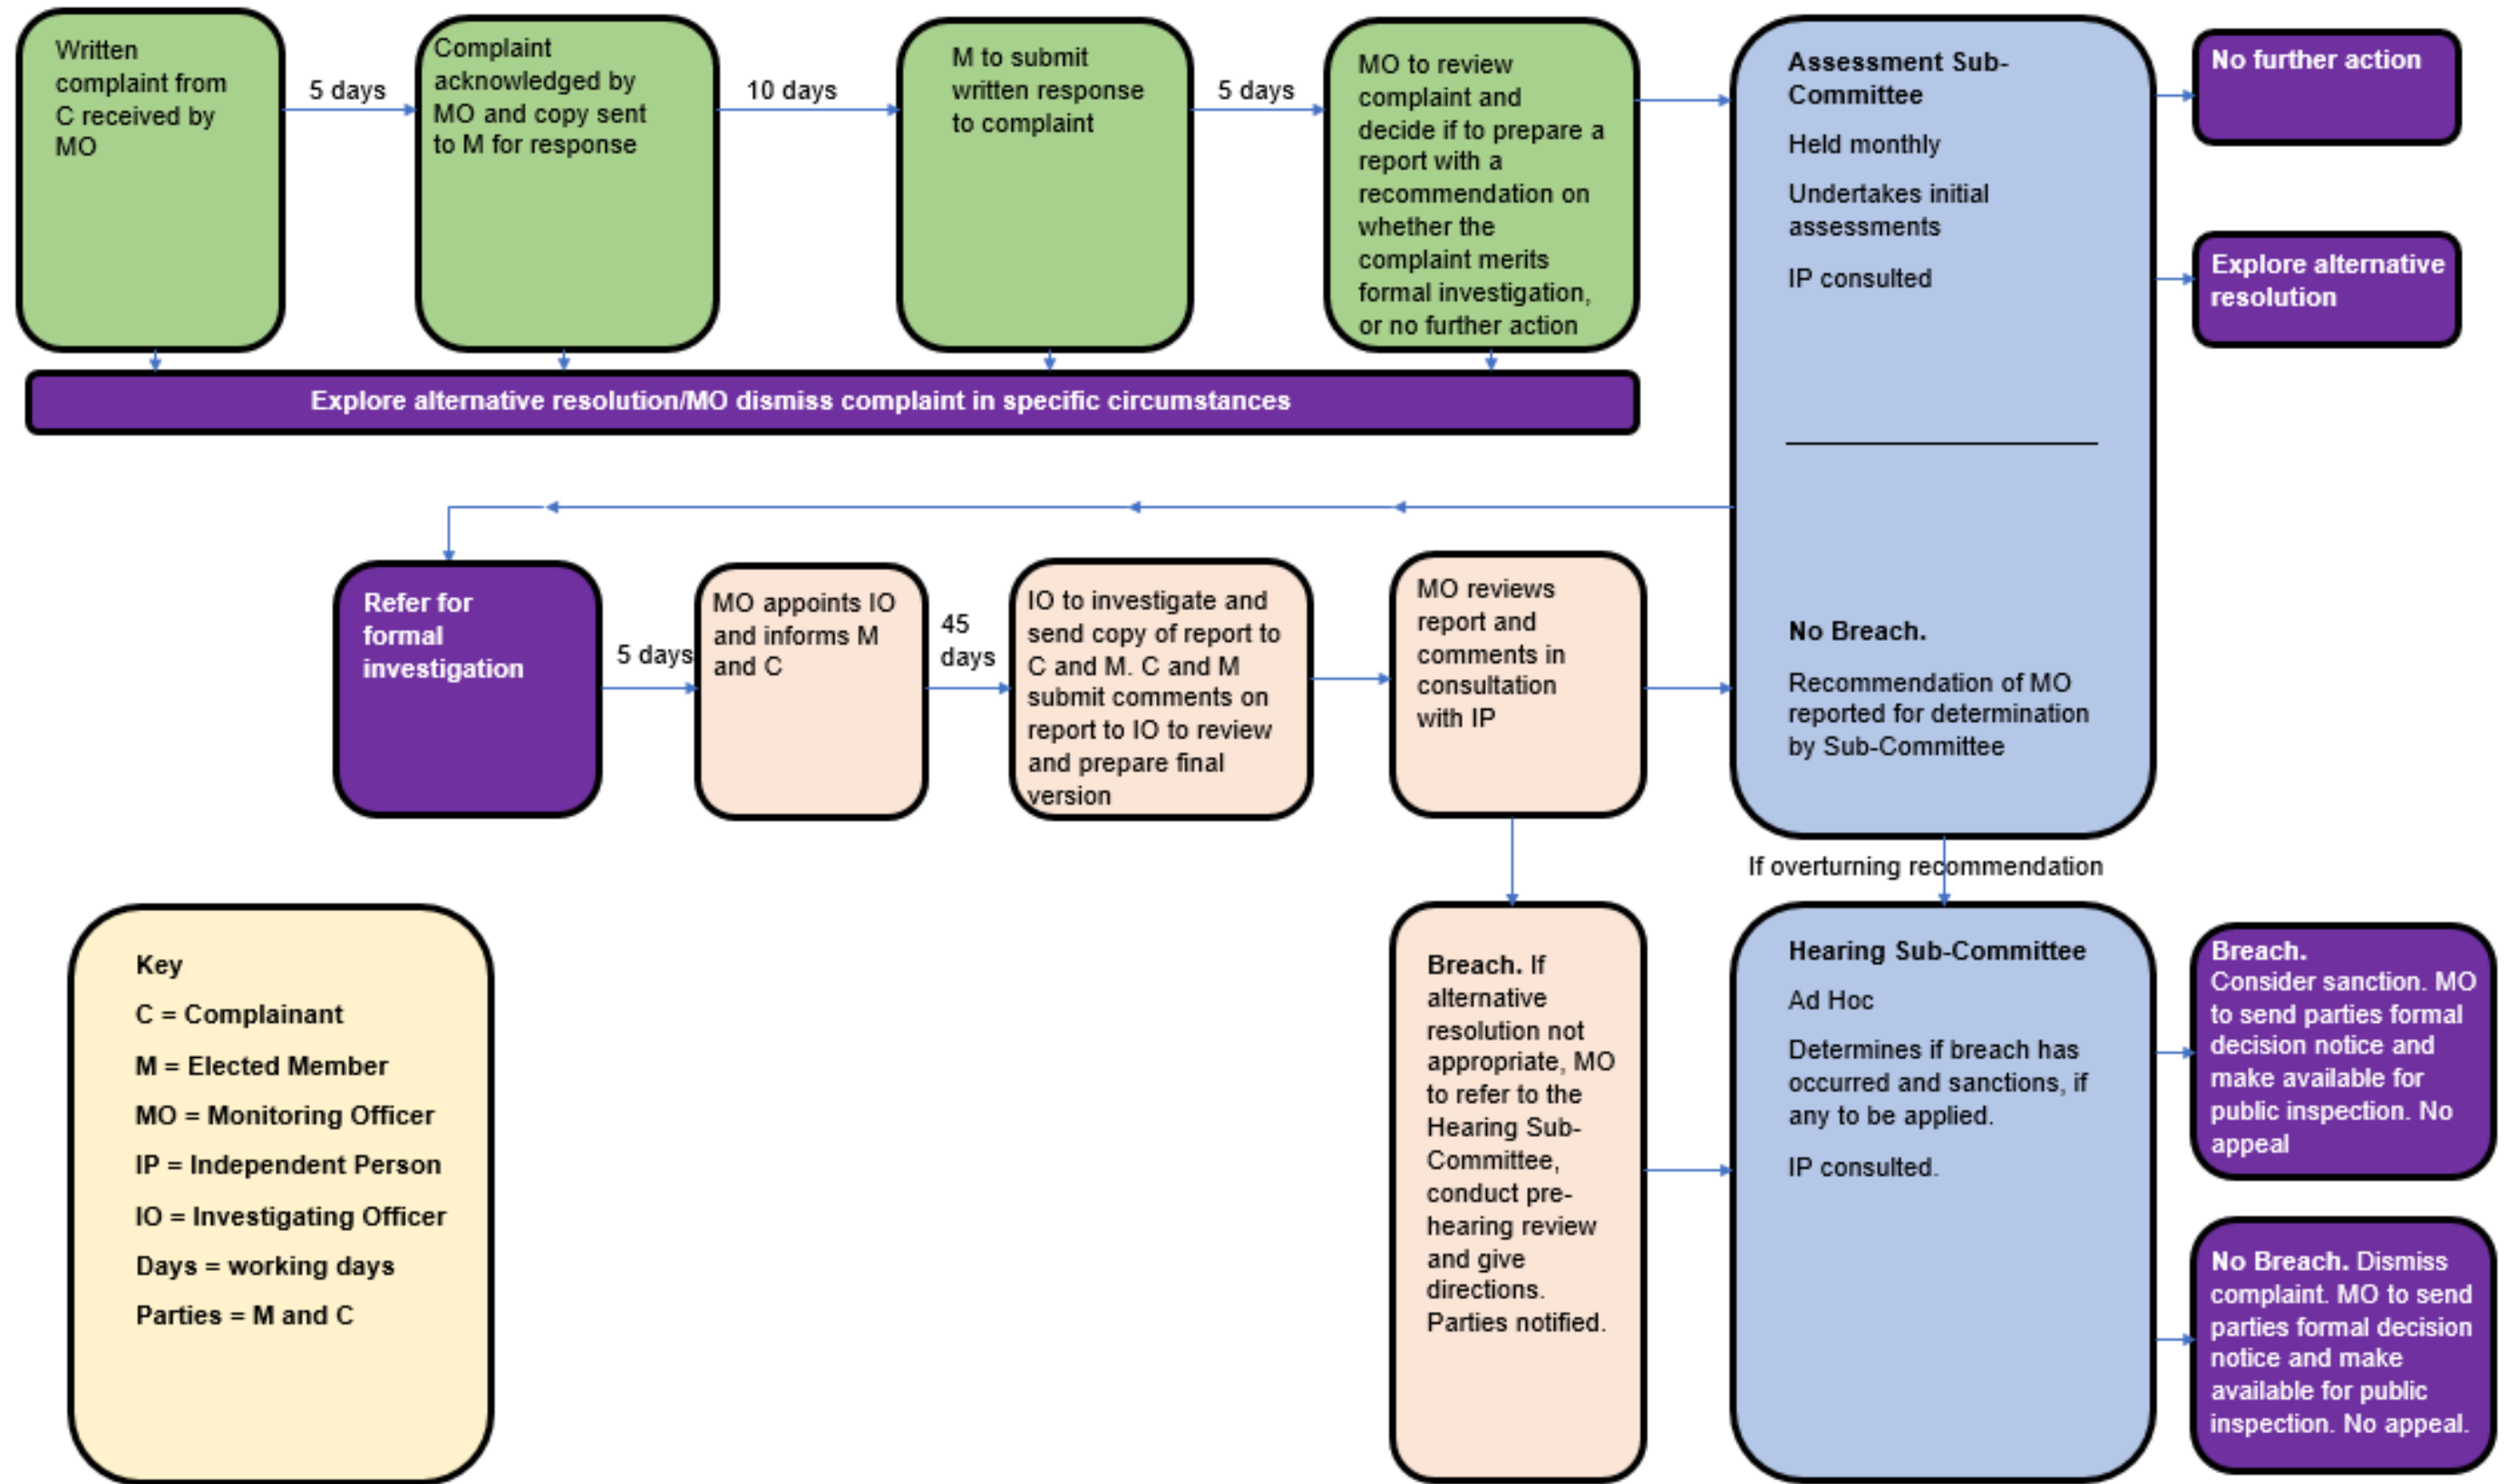 Written
complaint from
C received by
MO
5 days
Complaint
acknowledged by
MO and copy sent
to M for response
10 days
M to submit
written response
to complaint
5 days
MO to review
complaint and
decide if to prepare a
report with a
recommendation on
whether the
complaint merits
formal investigation,
or no further action
Assessment Sub-
Committee
Held monthly
Undertakes initial
assessments
IP consulted
No further action
Explore alternative
resolution
Explore alternative resolution/MO dismiss complaint in specific circumstances
Refer for
formal
investigation
5 days
MO appoints IO
and informs M
and C
45
days
IO to investigate and
send copy of report to
C and M. C and M
submit comments on
report to IO to review
and prepare final
version
MO reviews
report and
comments in
consultation
with IP
No Breach.
Recommendation of MO
reported for determination
by Sub-Committee
If overturning recommendation
Key
C = Complainant
M = Elected Member
MO = Monitoring Officer
IP = Independent Person
IO = Investigating Officer
Days = working days
Parties = M and C
Breach. If
alternative
resolution not
appropriate, MO
to refer to the
Hearing Sub-
Committee,
conduct pre-
hearing review
and give
directions.
Parties notified.
Hearing Sub-Committee
Ad Hoc
Determines if breach has
occurred and sanctions, if
any to be applied.
IP consulted.
Breach.
Consider sanction. MO
to send parties formal
decision notice and
make available for
public inspection. No
appeal
No Breach. Dismiss
complaint. MO to send
parties formal decision
notice and make
available for public
inspection. No appeal.